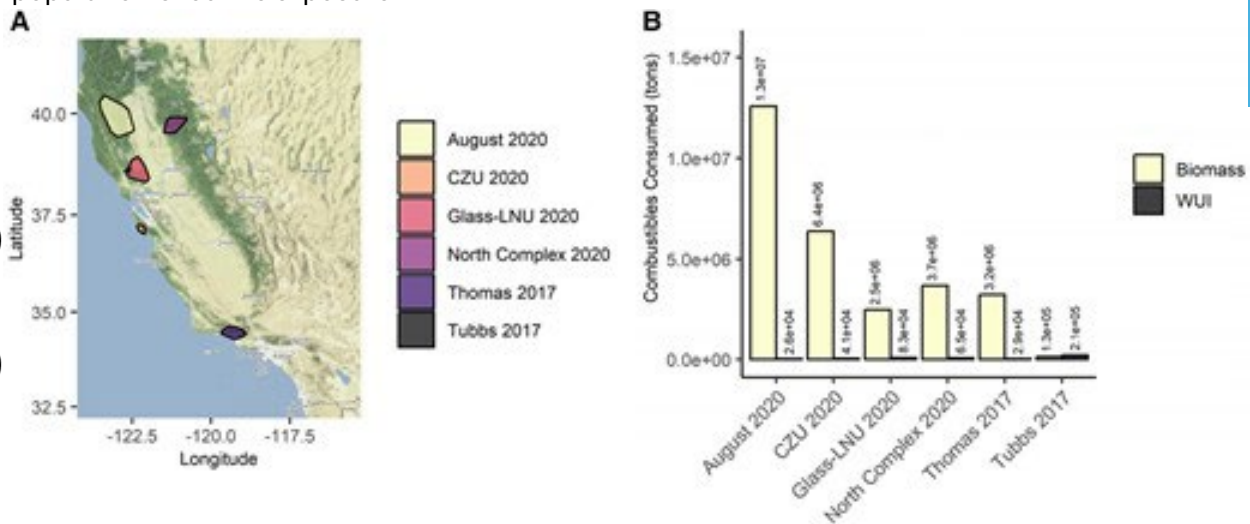 A
40.0
37.5
35.0
32.5
Latitude
-122.5 -120.0 -117.5
Longitude
August 2020
CZU 2020
Glass-LNU 2020
North Complex 2020
Thomas 2017
Tubbs 2017
B
Combustibles Consumed (tons)
1.5e+07
1.0e+07
5.0e+06
0.0e+00
1.3e+07
2.6e+04
6.4e+06
4.1e+04
2.5e+06
8.3e+04
3.7e+06
6.5e+04
3.2e+06
2.9e+04
1.3e+05
2.1e+05
August 2020
CZU 2020
Glass-LNU 2020
North Complex 2020
Thomas 2017
Tubbs 2017
Biomass
WUI